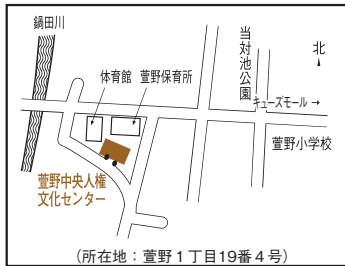 鍋田川
体育館
萱野保育所
当対池公園
北
キューズモール →
萱野小学校
萱野中央人権
文化センター
(所在地:萱野1丁目19番4号)